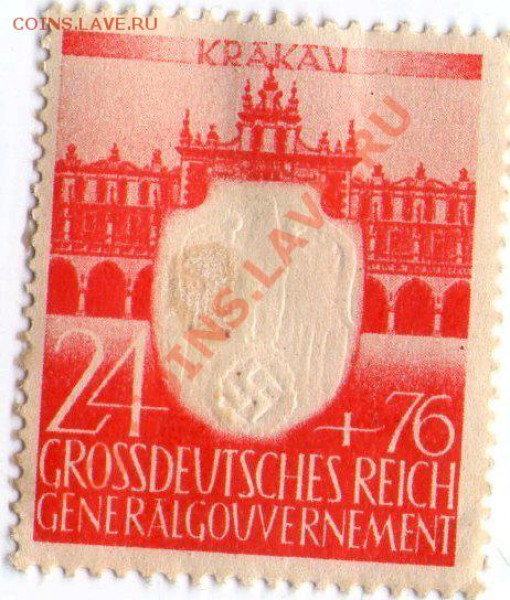 COINS.LAVE.RU
KRAKAU
COINS.LAVE.RU
24 + 76
GROSSDEUTSCHES REICH
GENERALGOUVERNEMENT